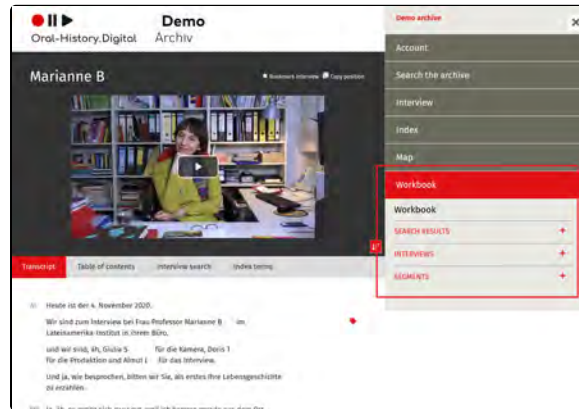 Oral-History.Digital
Demo
Archiv
Marianne B
Bookmark interview
Copy position
Transcript
Table of contents
Interview search
Index terms
Heute ist der 4. November 2020.
Wir sind zum Interview bei Frau Professor Marianne B im
Lateinamerika-Institut in ihrem Büro,
und wir sind, äh, Giulia S für die Kamera, Doris T
für die Produktion und Almut L für das Interview.
Und ja, wie besprochen, bitten wir Sie, als erstes Ihre Lebensgeschichte
zu erzählen.
Demo archive
×
Account
Search the archive
Interview
Index
Map
Workbook
Workbook
SEARCH RESULTS +
INTERVIEWS +
SEGMENTS +